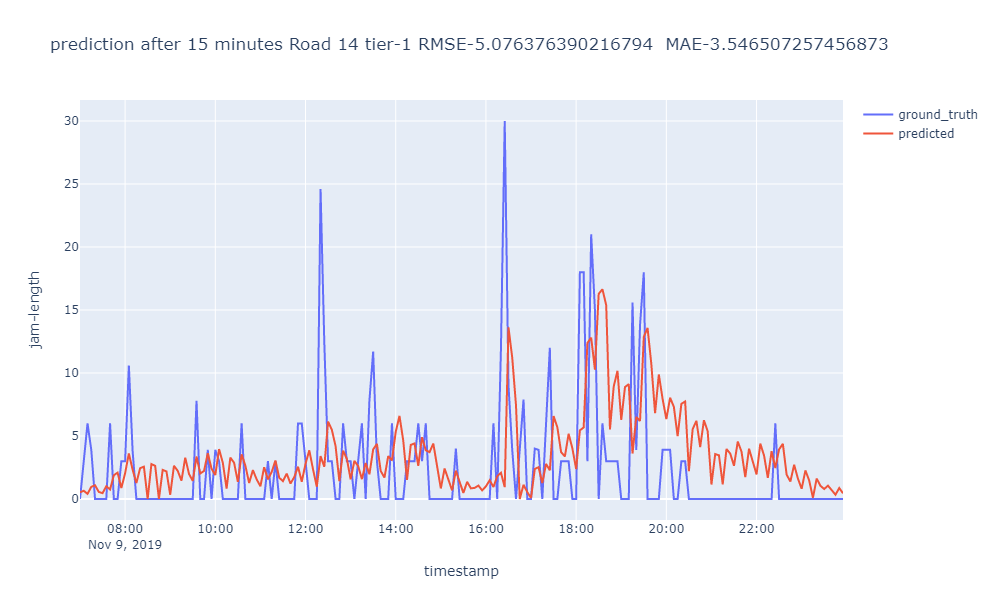 prediction after 15 minutes Road 14 tier-1 RMSE-5.076376390216794  MAE-3.546507257456873
ground_truth
predicted
30
25
20
15
10
5
0
jam-length
08:00 10:00 12:00 14:00 16:00 18:00 20:00 22:00
Nov 9, 2019
timestamp